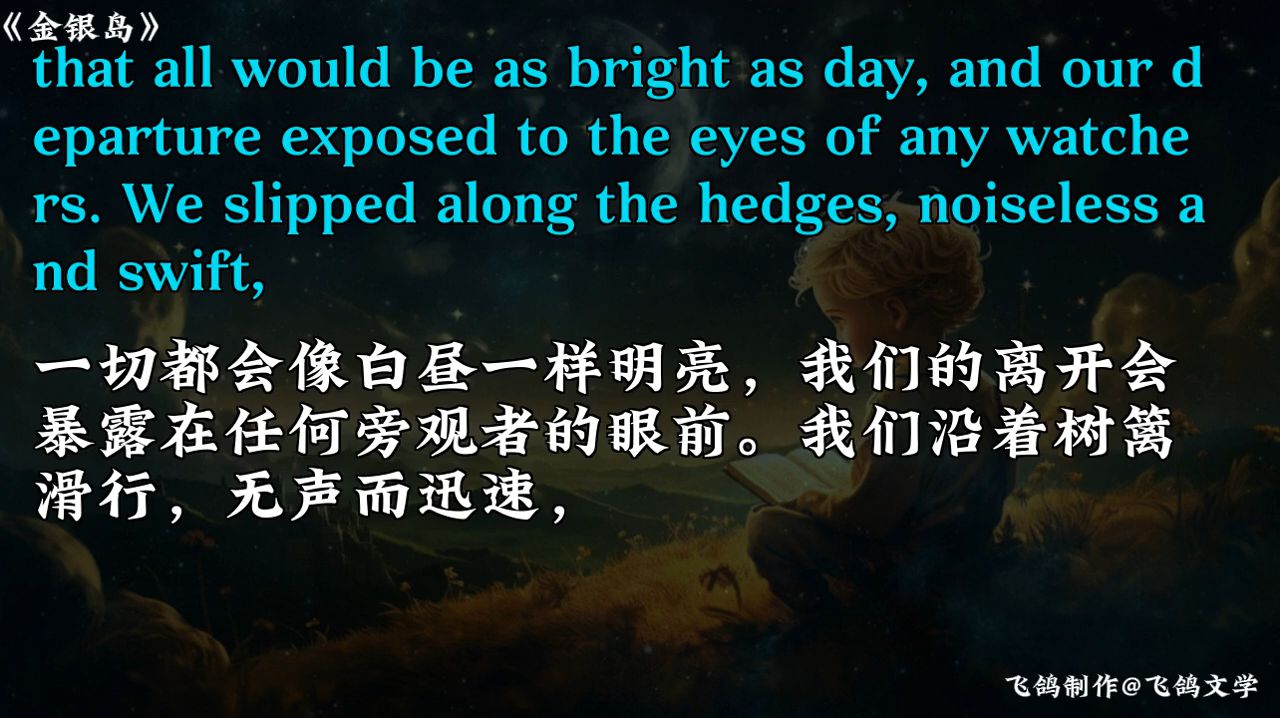 《金银岛》
that all would be as bright as day, and our d
eparture exposed to the eyes of any watche
rs. We slipped along the hedges, noiseless a
nd swift,
一切都会像白昼一样明亮，我们的离开会
暴露在任何旁观者的眼前。我们沿着树篱
滑行，无声而迅速，
飞鸽制作@飞鸽文学